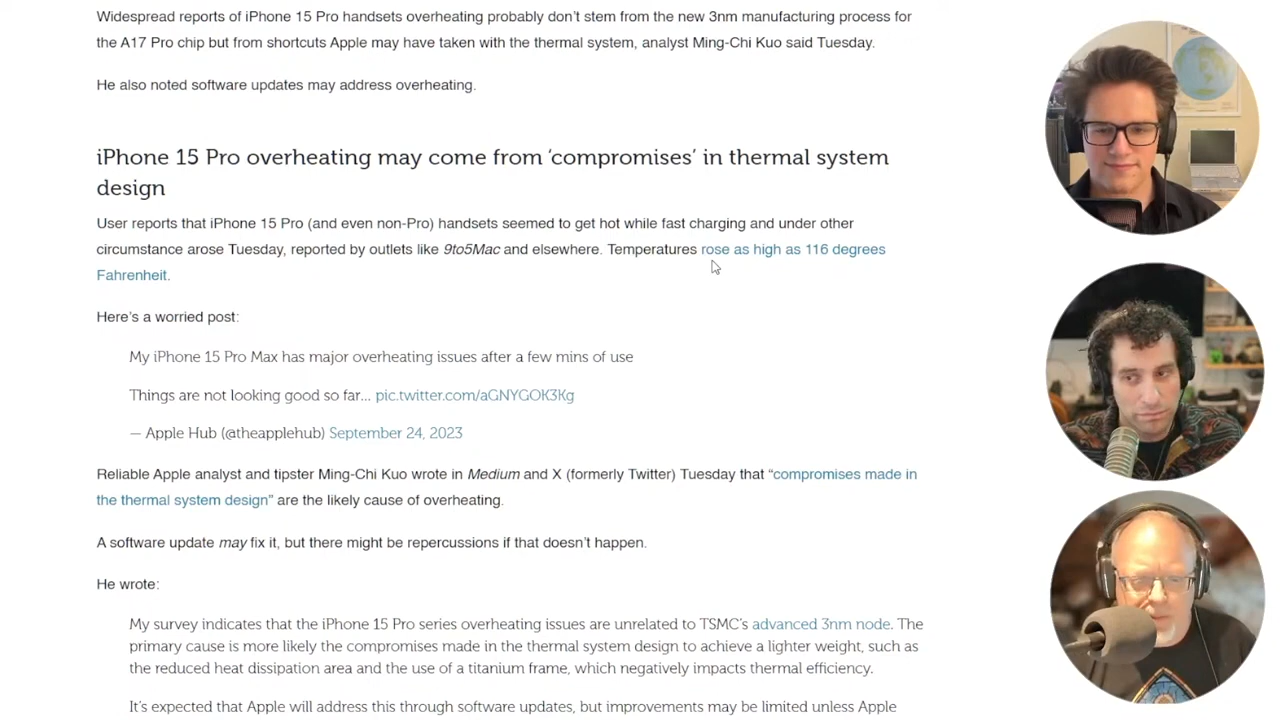 Widespread reports of iPhone 15 Pro handsets overheating probably don’t stem from the new 3nm manufacturing process for
the A17 Pro chip but from shortcuts Apple may have taken with the thermal system, analyst Ming-Chi Kuo said Tuesday.
He also noted software updates may address overheating.
iPhone 15 Pro overheating may come from ‘compromises’ in thermal system
design
User reports that iPhone 15 Pro (and even non-Pro) handsets seemed to get hot while fast charging and under other
circumstance arose Tuesday, reported by outlets like 9to5Mac and elsewhere. Temperatures rose as high as 116 degrees
Fahrenheit.
Here’s a worried post:
My iPhone 15 Pro Max has major overheating issues after a few mins of use
Things are not looking good so far... pic.twitter.com/aGNYGOK3Kg
— Apple Hub (@theapplehub) September 24, 2023
Reliable Apple analyst and tipster Ming-Chi Kuo wrote in Medium and X (formerly Twitter) Tuesday that “compromises made in
the thermal system design” are the likely cause of overheating.
A software update may fix it, but there might be repercussions if that doesn’t happen.
He wrote:
My survey indicates that the iPhone 15 Pro series overheating issues are unrelated to TSMC’s advanced 3nm node. The
primary cause is more likely the compromises made in the thermal system design to achieve a lighter weight, such as
the reduced heat dissipation area and the use of a titanium frame, which negatively impacts thermal efficiency.
It’s expected that Apple will address this through software updates, but improvements may be limited unless Apple